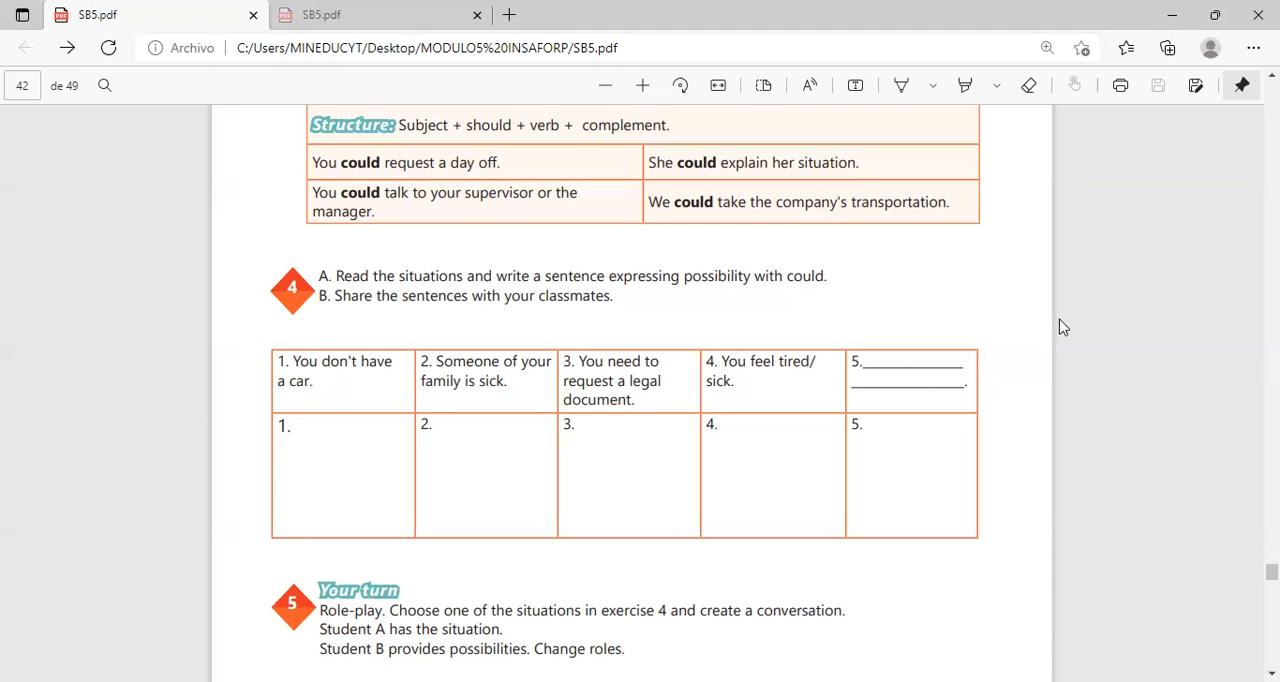 SB5.pdf
SB5.pdf
Archivo
C:/Users/MINEDUCYT/Desktop/MODULO5%20INSAFORP/SB5.pdf
42
de 49
Structure: Subject + should + verb + complement.
You could request a day off.
She could explain her situation.
You could talk to your supervisor or the
manager.
We could take the company's transportation.
4
A. Read the situations and write a sentence expressing possibility with could.
B. Share the sentences with your classmates.
1. You don't have
a car.
2. Someone of your
family is sick.
3. You need to
request a legal
document.
4. You feel tired/
sick.
5.______________
________________.
1.
2.
3.
4.
5.
5
Your turn
Role-play. Choose one of the situations in exercise 4 and create a conversation.
Student A has the situation.
Student B provides possibilities. Change roles.